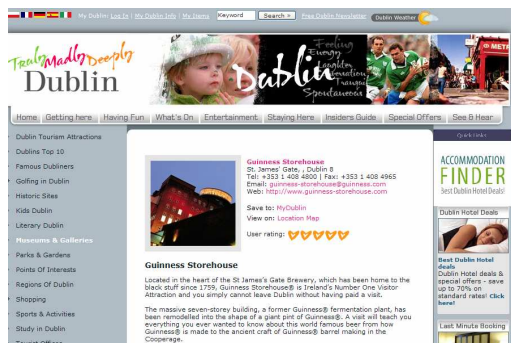 My Dublin: Log In | My Dublin Info | My Items
Keyword
Search »
Free Dublin Newsletter
Dublin Weather
Truly Madly Deeply
Dublin
Feeling
Energy
Laughter
Dublin
Spontaneous
METR
Home
Getting here
Having Fun
What's On
Entertainment
Staying Here
Insiders Guide
Special Offers
See & Hear
Dublin Tourism Attractions
Dublins Top 10
Famous Dubliners
Golfing in Dublin
Historic Sites
Kids Dublin
Literary Dublin
Museums & Galleries
Parks & Gardens
Points Of Interests
Regions Of Dublin
Shopping
Sports & Activities
Study in Dublin
Tourist Offices
Guinness Storehouse
St. James' Gate, , Dublin 8
Tel: +353 1 408 4800 | Fax: +353 1 408 4965
Email: guinness-storehouse@guinness.com
Web: http://www.guinness-storehouse.com
Save to: MyDublin
View on: Location Map
User rating:
Guinness Storehouse
Located in the heart of the St James's Gate Brewery, which has been home to the
black stuff since 1759, Guinness Storehouse® is Ireland's Number One Visitor
Attraction and you simply cannot leave Dublin without having paid a visit.
The massive seven-storey building, a former Guinness® fermentation plant, has
been remodelled into the shape of a giant pint of Guinness®. A visit will teach you
everything you ever wanted to know about this world famous beer from how
Guinness® is made to the ancient craft of Guinness® barrel making in the
Cooperage.
Quick Links
ACCOMMODATION
FINDER
Best Dublin Hotel Deals!
Dublin Hotel Deals
Best Dublin Hotel
deals
Dublin Hotel deals &
special offers - save
up to 70% on
standard rates! Click
here!
Last Minute Booking